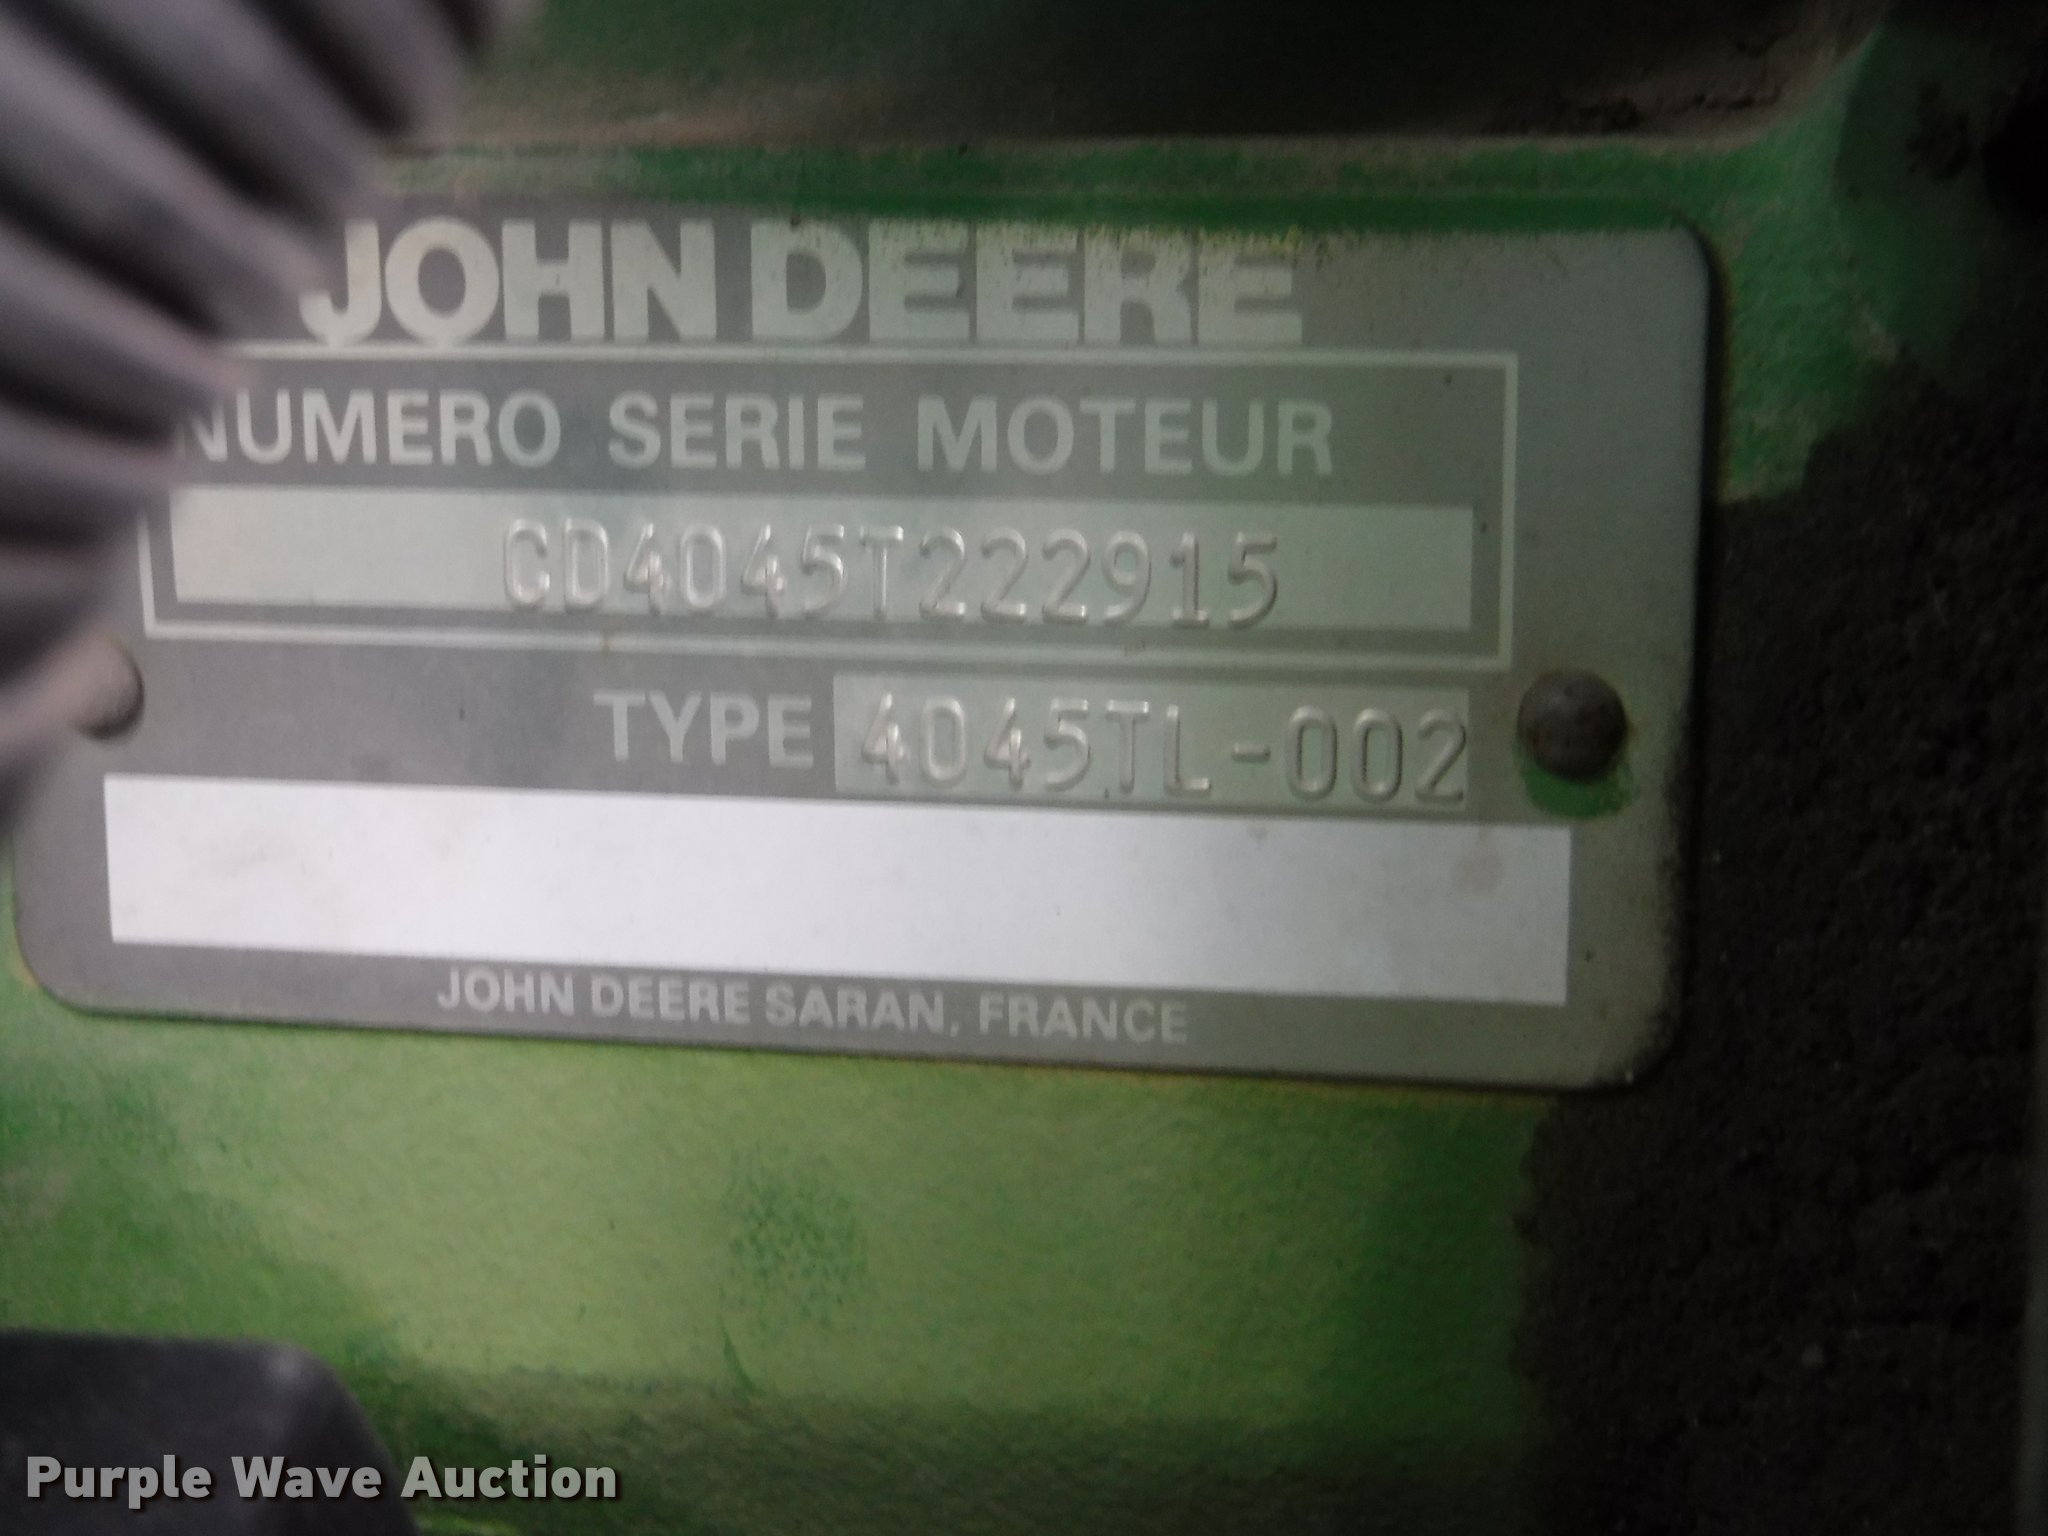 JOHN DEERE
NUMERO SERIE MOTEUR
CD4045T222915
TYPE 4045TL-002
JOHN DEERE SARAN, FRANCE
Purple Wave Auction